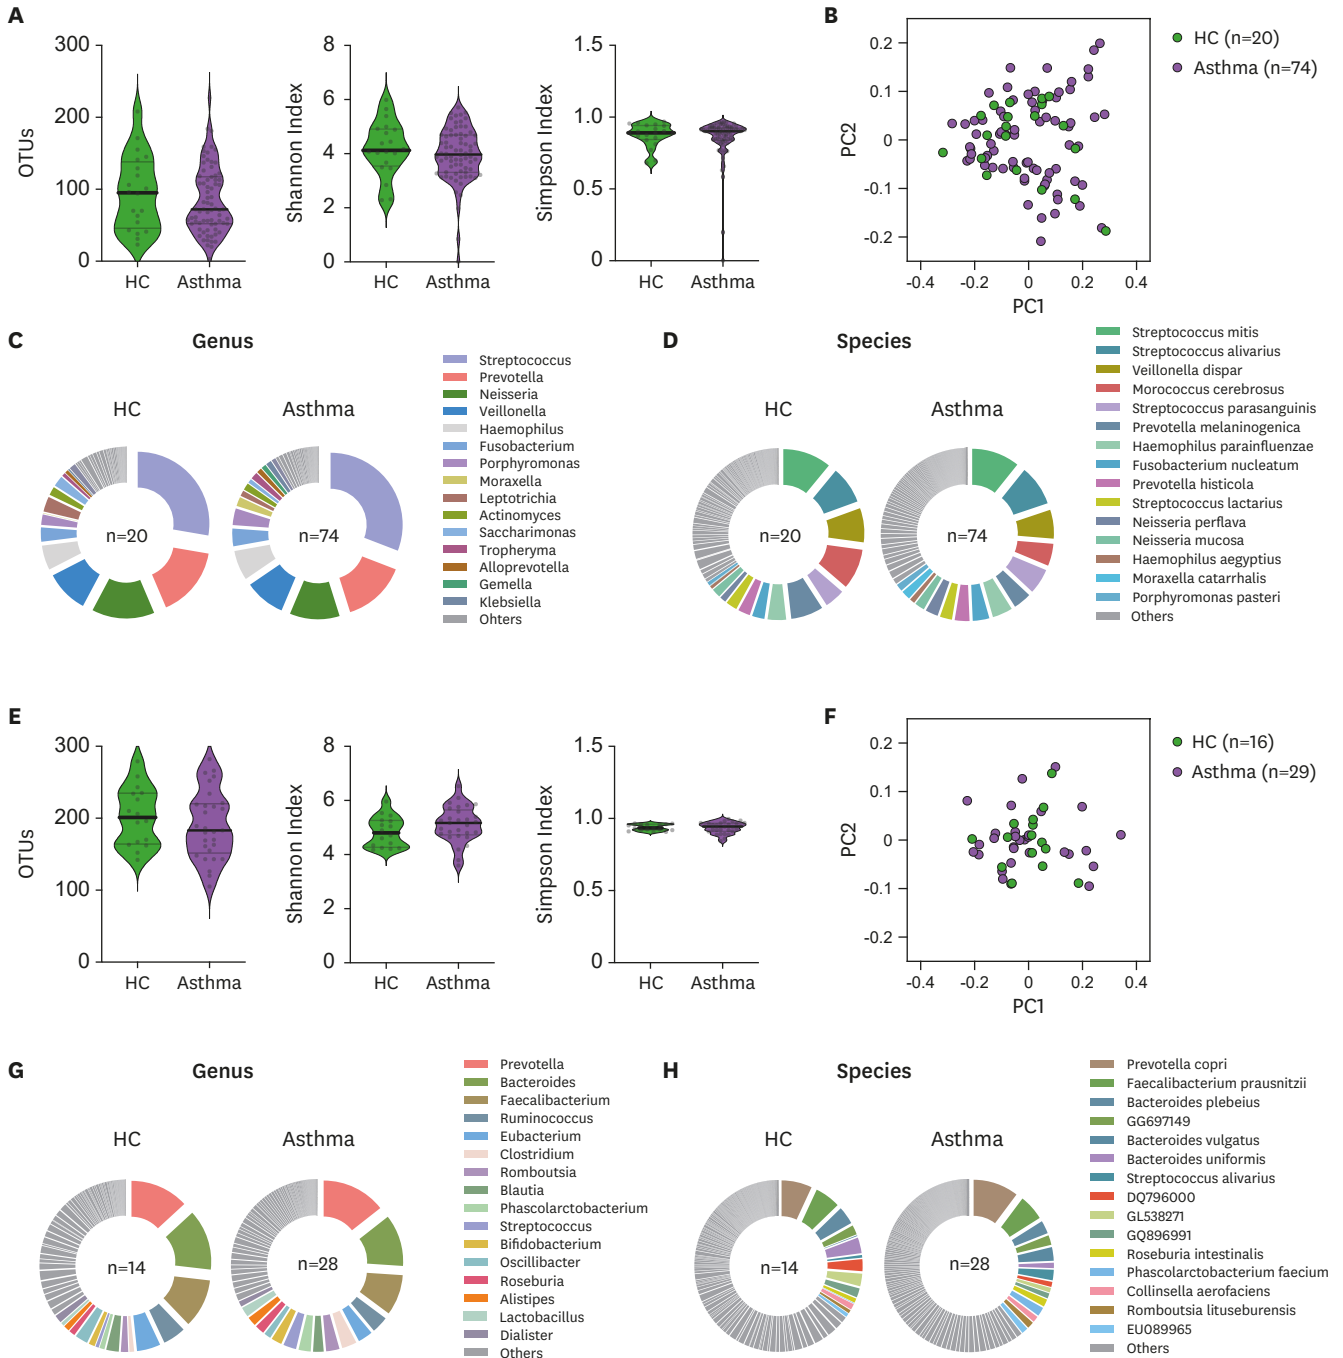 A
300
200
100
0
OTUs
HC
Asthma
8
6
4
2
0
Shannon Index
HC
Asthma
1.5
1.0
0.5
0
Simpson Index
HC
Asthma
B
0.2
0.1
0
-0.1
-0.2
PC2
-0.4
-0.2
0
0.2
0.4
PC1
HC (n=20)
Asthma (n=74)
C
Genus
HC
n=20
Asthma
n=74
Streptococcus
Prevotella
Neisseria
Veillonella
Haemophilus
Fusobacterium
Porphyromonas
Moraxella
Leptotrichia
Actinomyces
Saccharimonas
Tropheryma
Alloprevotella
Gemella
Klebsiella
Ohters
D
Species
HC
n=20
Asthma
n=74
Streptococcus mitis
Streptococcus alivarius
Veillonella dispar
Morococcus cerebrosus
Streptococcus parasanguinis
Prevotella melaninogenica
Haemophilus parainfluenzae
Fusobacterium nucleatum
Prevotella histicola
Streptococcus lactarius
Neisseria perflava
Neisseria mucosa
Haemophilus aegyptius
Moraxella catarrhalis
Porphyromonas pasteri
Others
E
300
200
100
0
OTUs
HC
Asthma
8
6
4
2
0
Shannon Index
HC
Asthma
1.5
1.0
0.5
0
Simpson Index
HC
Asthma
F
0.2
0.1
0
-0.1
-0.2
PC2
-0.4
-0.2
0
0.2
0.4
PC1
HC (n=16)
Asthma (n=29)
G
Genus
HC
n=14
Asthma
n=28
Prevotella
Bacteroides
Faecalibacterium
Ruminococcus
Eubacterium
Clostridium
Romboutsia
Blautia
Phascolarctobacterium
Streptococcus
Bifidobacterium
Oscillibacter
Roseburia
Alistipes
Lactobacillus
Dialister
Others
H
Species
HC
n=14
Asthma
n=28
Prevotella copri
Faecalibacterium prausnitzii
Bacteroides plebeius
GG697149
Bacteroides vulgatus
Bacteroides uniformis
Streptococcus alivarius
DQ796000
GL538271
GQ896991
Roseburia intestinalis
Phascolarctobacterium faecium
Collinsella aerofaciens
Romboutsia lituseburensis
EU089965
Others